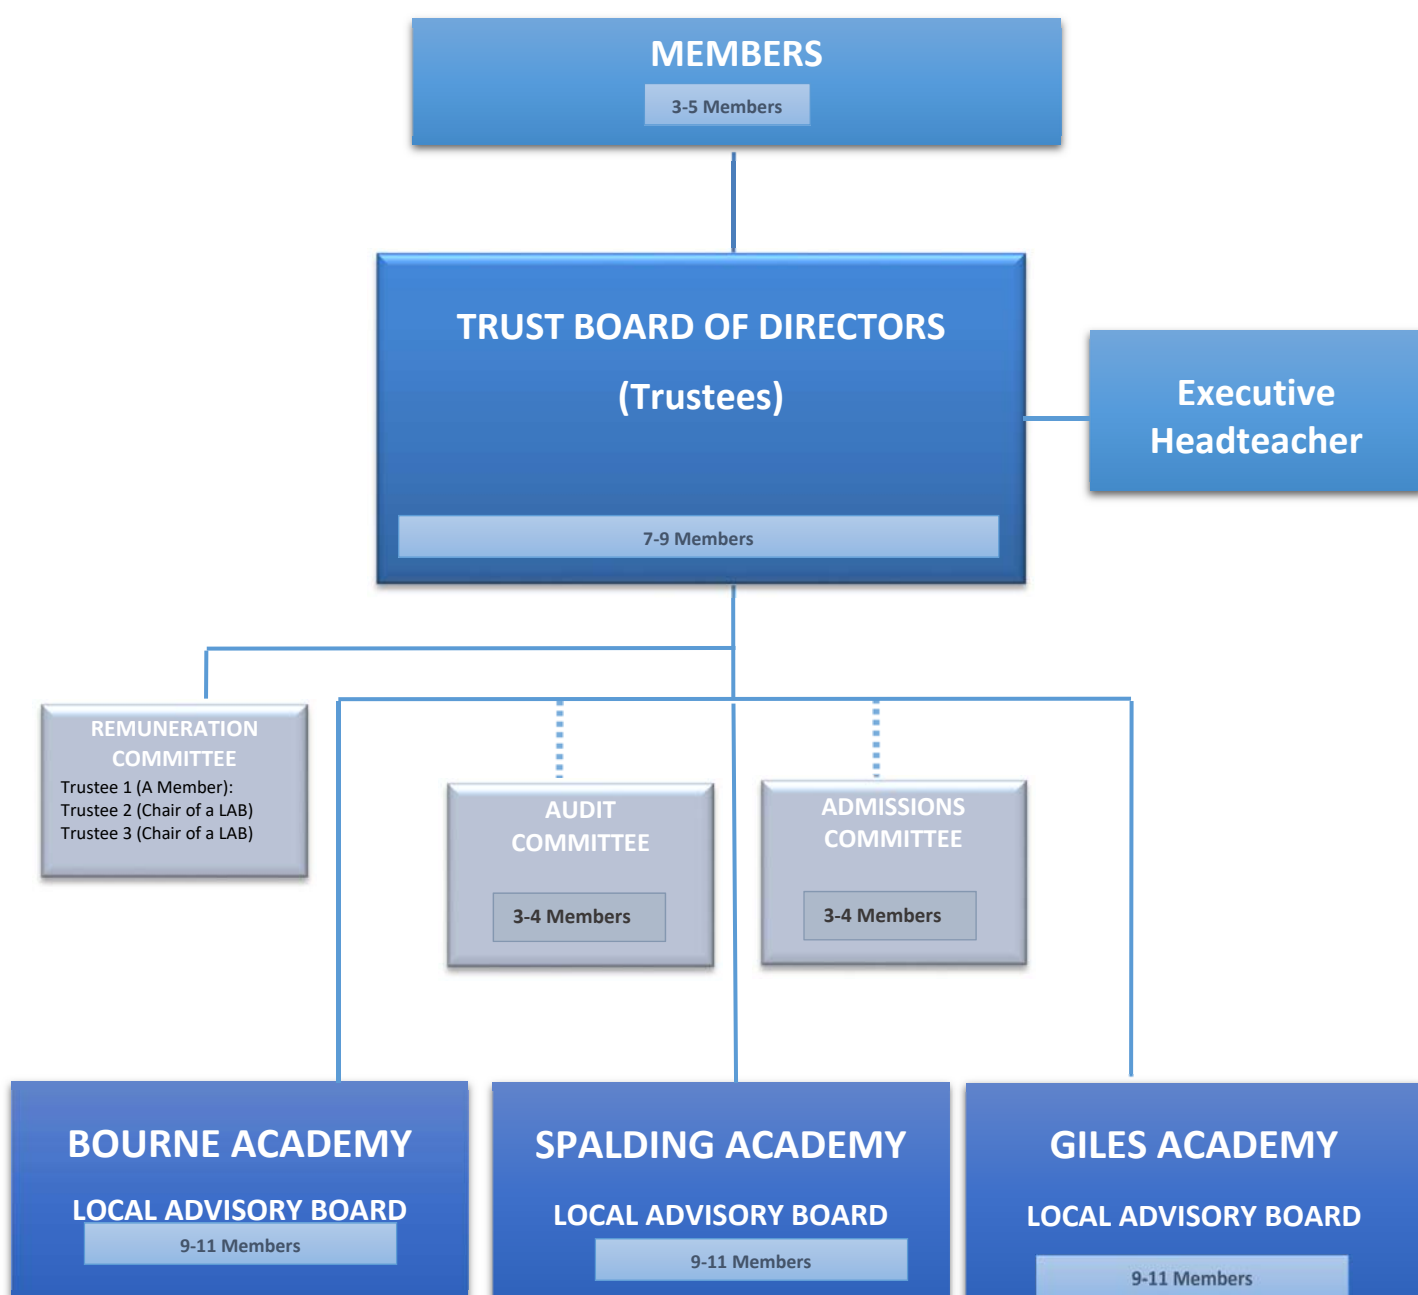 MEMBERS
3-5 Members
TRUST BOARD OF DIRECTORS
(Trustees)
7-9 Members
Executive
Headteacher
REMUNERATION
COMMITTEE
Trustee 1 (A Member):
Trustee 2 (Chair of a LAB)
Trustee 3 (Chair of a LAB)
AUDIT
COMMITTEE
3-4 Members
ADMISSIONS
COMMITTEE
3-4 Members
BOURNE ACADEMY
LOCAL ADVISORY BOARD
9-11 Members
SPALDING ACADEMY
LOCAL ADVISORY BOARD
9-11 Members
GILES ACADEMY
LOCAL ADVISORY BOARD
9-11 Members